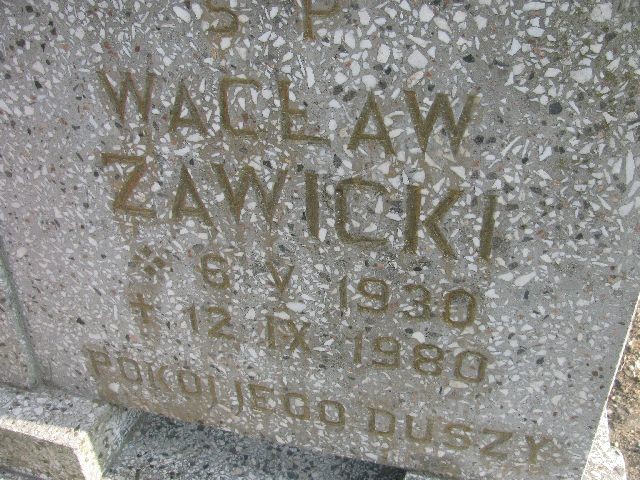 Ś P
WACŁAW
ZAWICKI
* 6 V 1930
† 12 IX 1980
POKÓJ JEGO DUSZY